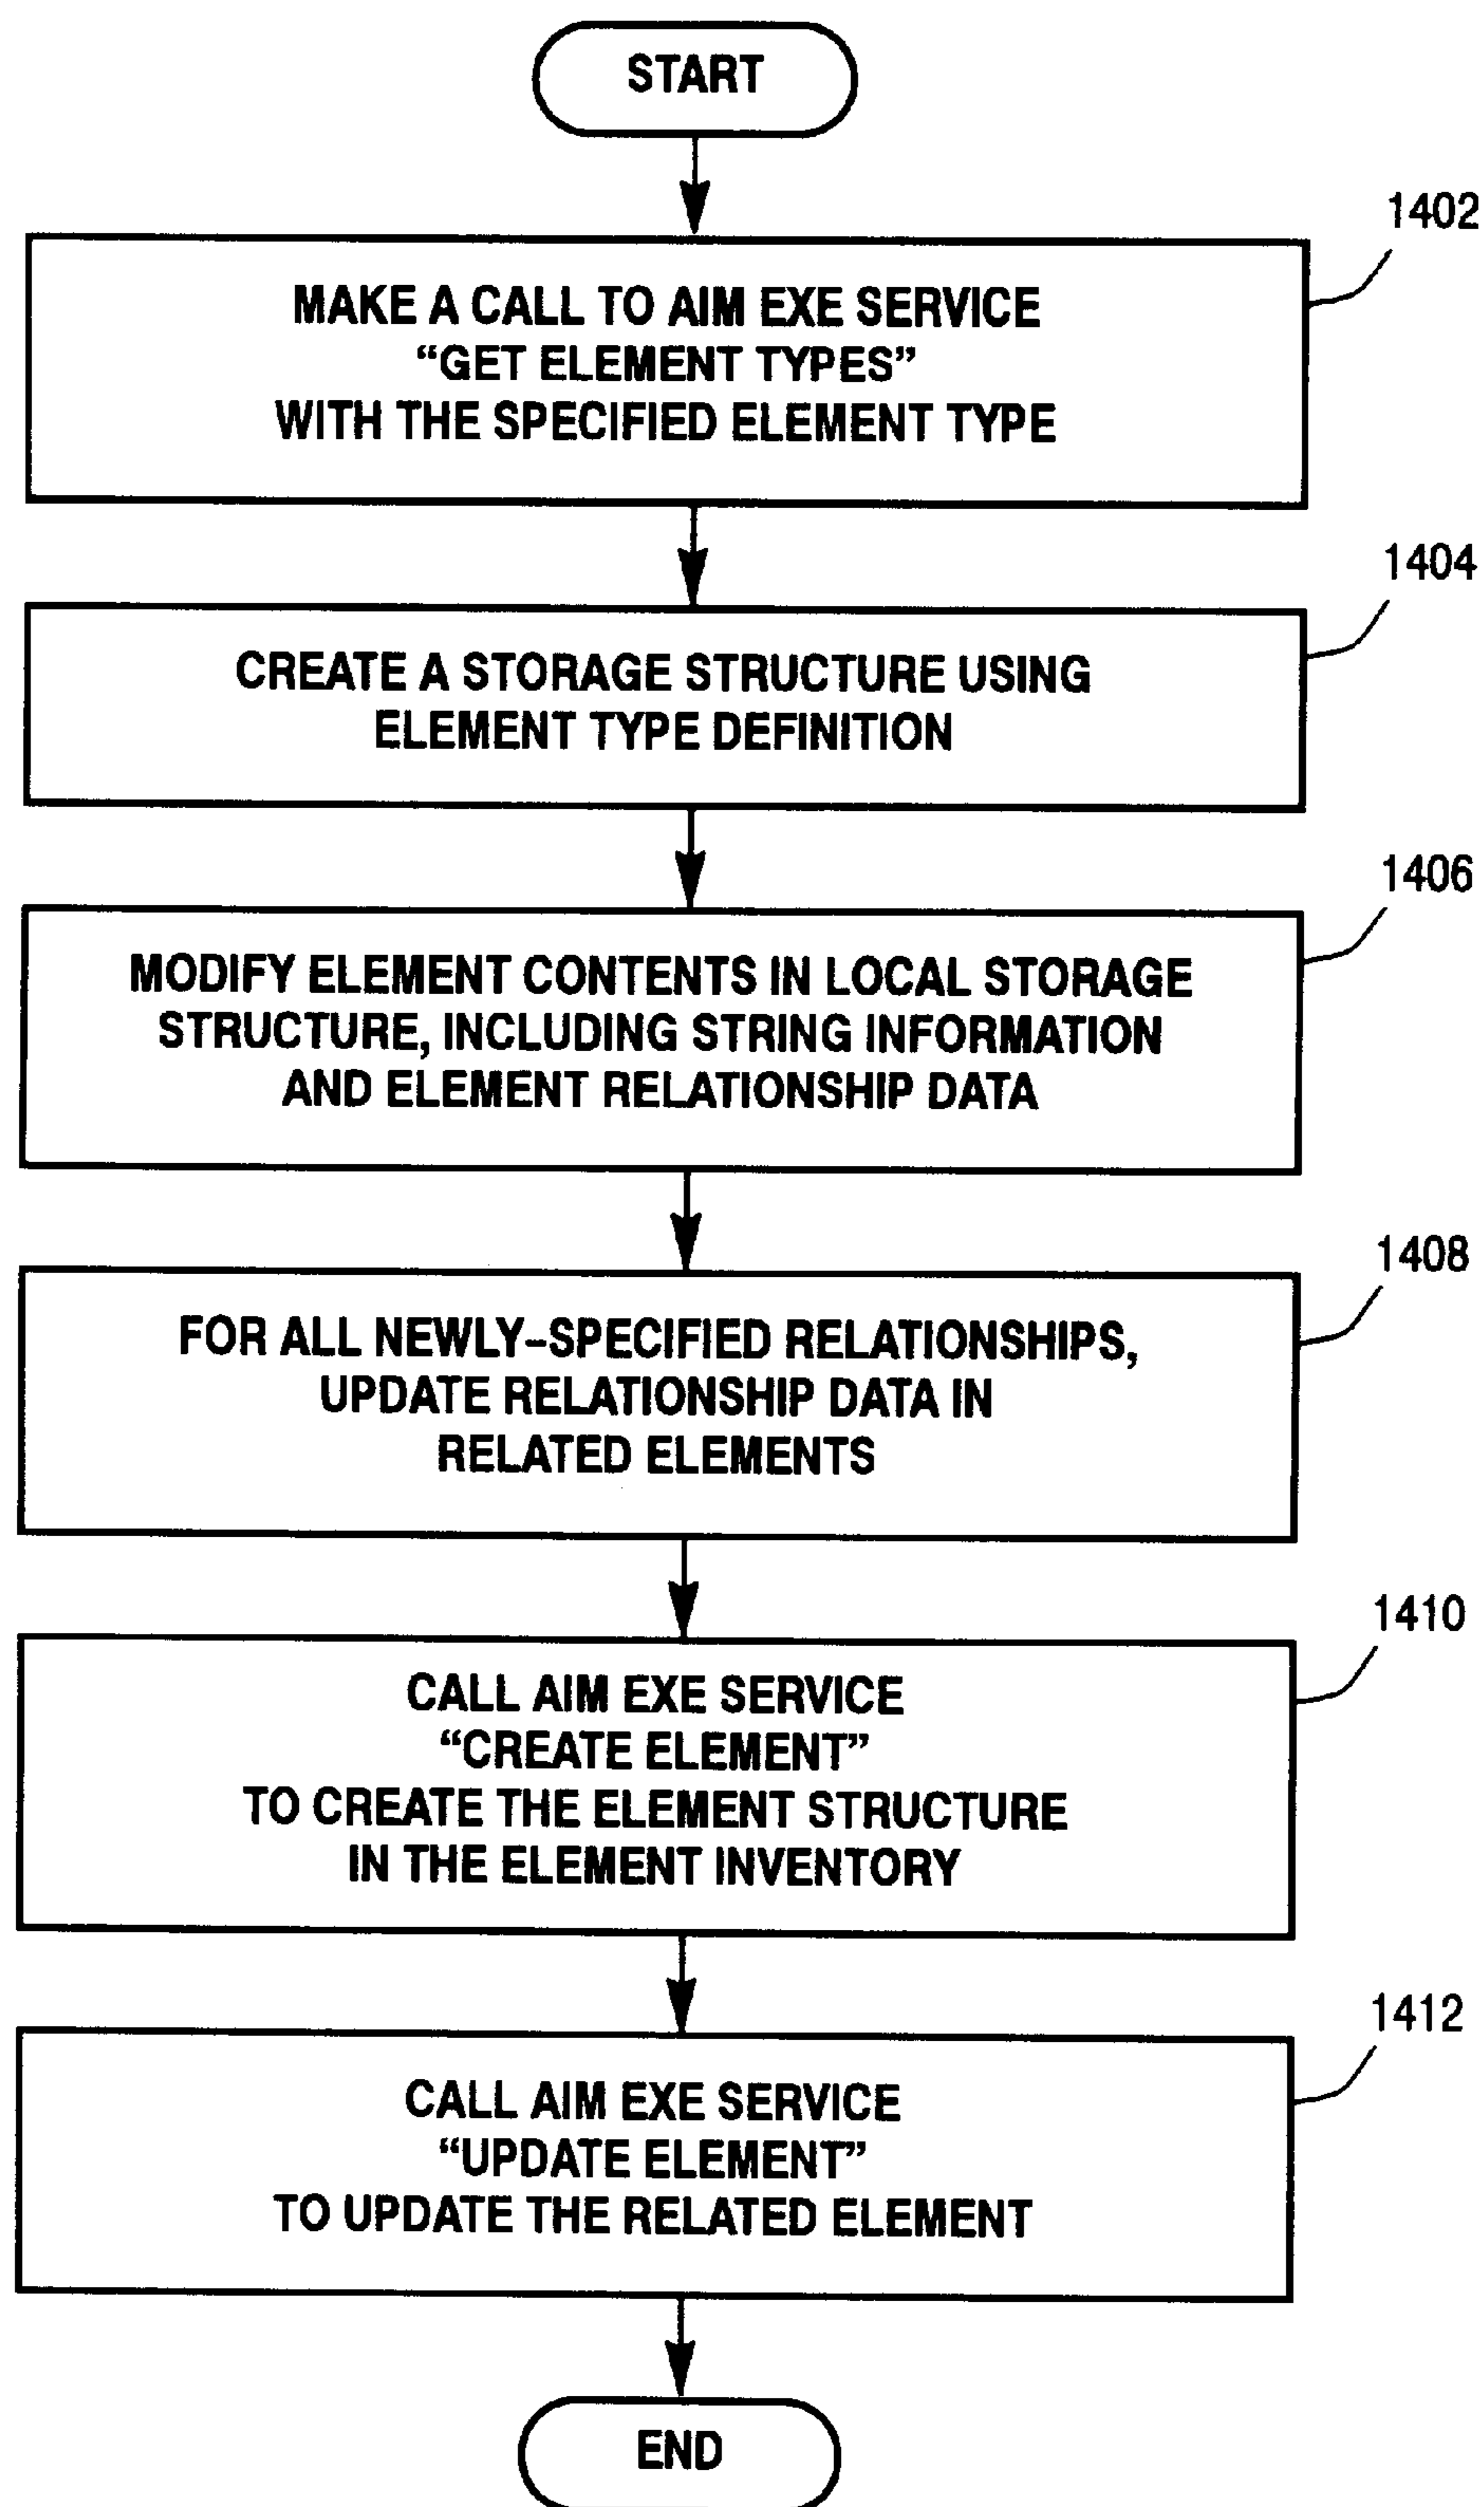 START
1402
MAKE A CALL TO AIM EXE SERVICE
“GET ELEMENT TYPES”
WITH THE SPECIFIED ELEMENT TYPE
1404
CREATE A STORAGE STRUCTURE USING
ELEMENT TYPE DEFINITION
1406
MODIFY ELEMENT CONTENTS IN LOCAL STORAGE
STRUCTURE, INCLUDING STRING INFORMATION
AND ELEMENT RELATIONSHIP DATA
1408
FOR ALL NEWLY–SPECIFIED RELATIONSHIPS,
UPDATE RELATIONSHIP DATA IN
RELATED ELEMENTS
1410
CALL AIM EXE SERVICE
“CREATE ELEMENT”
TO CREATE THE ELEMENT STRUCTURE
IN THE ELEMENT INVENTORY
1412
CALL AIM EXE SERVICE
“UPDATE ELEMENT”
TO UPDATE THE RELATED ELEMENT
END